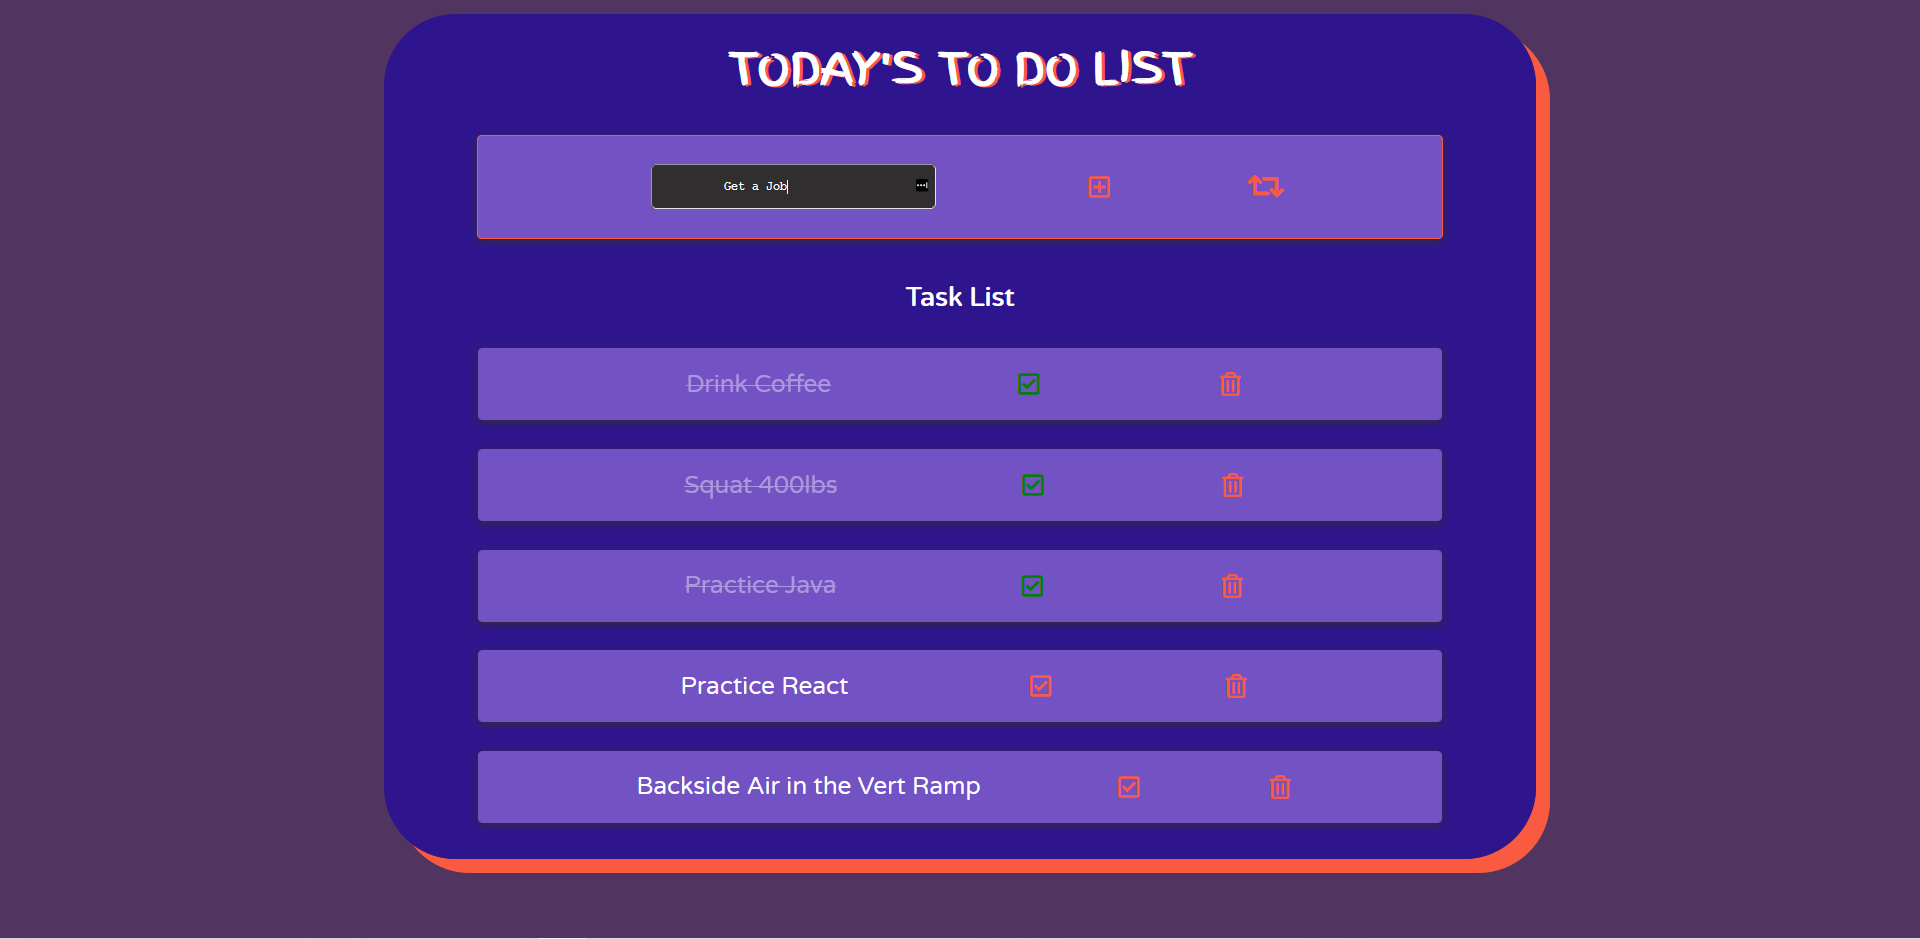 TODAY'S TO DO LIST
Get a Job
Task List
Drink Coffee
Squat 400lbs
Practice Java
Practice React
Backside Air in the Vert Ramp